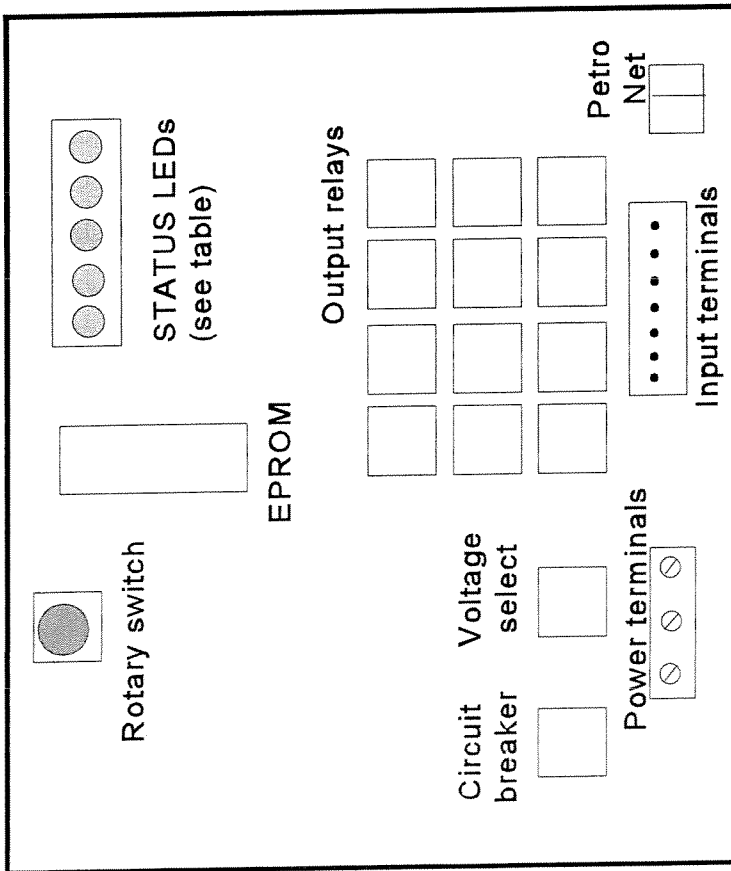 Rotary switch
EPROM
STATUS LEDs
(see table)
Circuit
breaker
Voltage
select
Output relays
Power terminals
Input terminals
Petro
Net